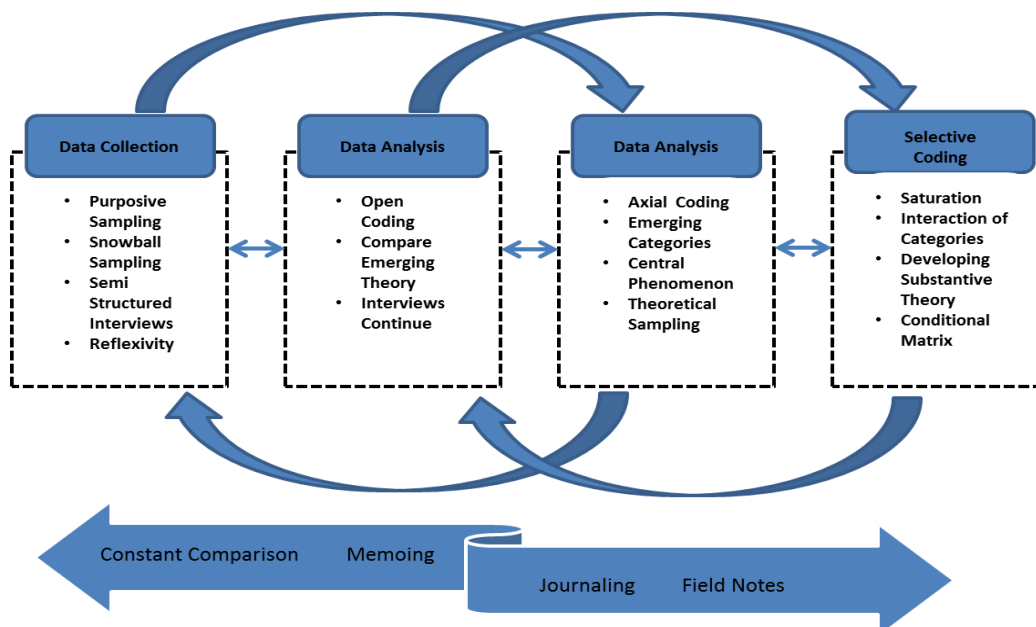 Data Collection
• Purposive
Sampling
• Snowball
Sampling
• Semi
Structured
Interviews
• Reflexivity
Data Analysis
• Open
Coding
• Compare
Emerging
Theory
• Interviews
Continue
Data Analysis
• Axial Coding
• Emerging
Categories
• Central
Phenomenon
• Theoretical
Sampling
Selective
Coding
• Saturation
• Interaction of
Categories
• Developing
Substantive
Theory
• Conditional
Matrix
Constant Comparison Memoing
Journaling Field Notes